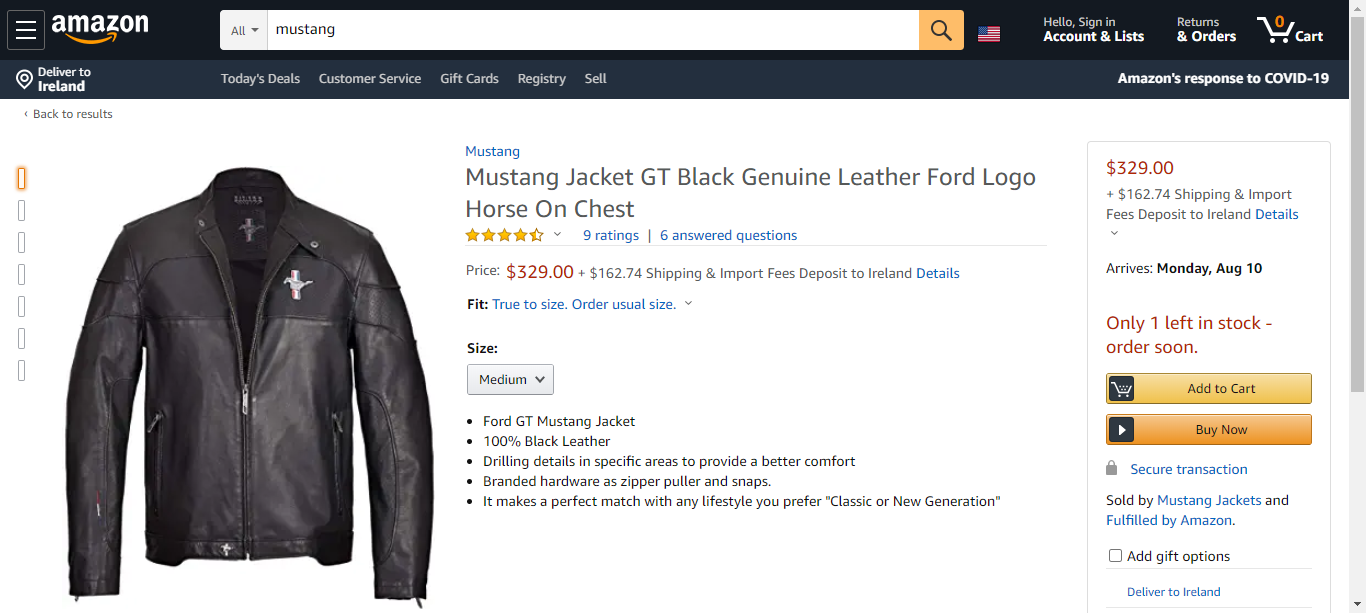 amazon
All
mustang
Hello, Sign in
Account & Lists
Returns
& Orders
0
Cart
Deliver to
Ireland
Today's Deals
Customer Service
Gift Cards
Registry
Sell
Amazon's response to COVID-19
‹ Back to results
Mustang
Mustang Jacket GT Black Genuine Leather Ford Logo
Horse On Chest
9 ratings | 6 answered questions
Price: $329.00 + $162.74 Shipping & Import Fees Deposit to Ireland Details
Fit: True to size. Order usual size.
Size:
Medium
• Ford GT Mustang Jacket
• 100% Black Leather
• Drilling details in specific areas to provide a better comfort
• Branded hardware as zipper puller and snaps.
• It makes a perfect match with any lifestyle you prefer "Classic or New Generation"
$329.00
+ $162.74 Shipping & Import
Fees Deposit to Ireland Details
Arrives: Monday, Aug 10
Only 1 left in stock -
order soon.
Add to Cart
Buy Now
Secure transaction
Sold by Mustang Jackets and
Fulfilled by Amazon.
Add gift options
Deliver to Ireland